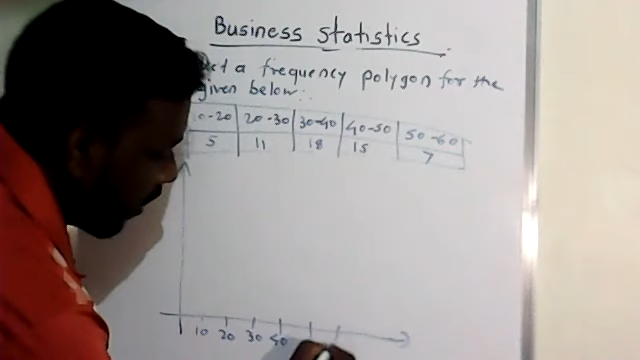 Business Statistics
a frequency polygon for the
given below:
0-20 20-30 30-40 40-50 50-60
5 11 18 15 7
10 20 30 40